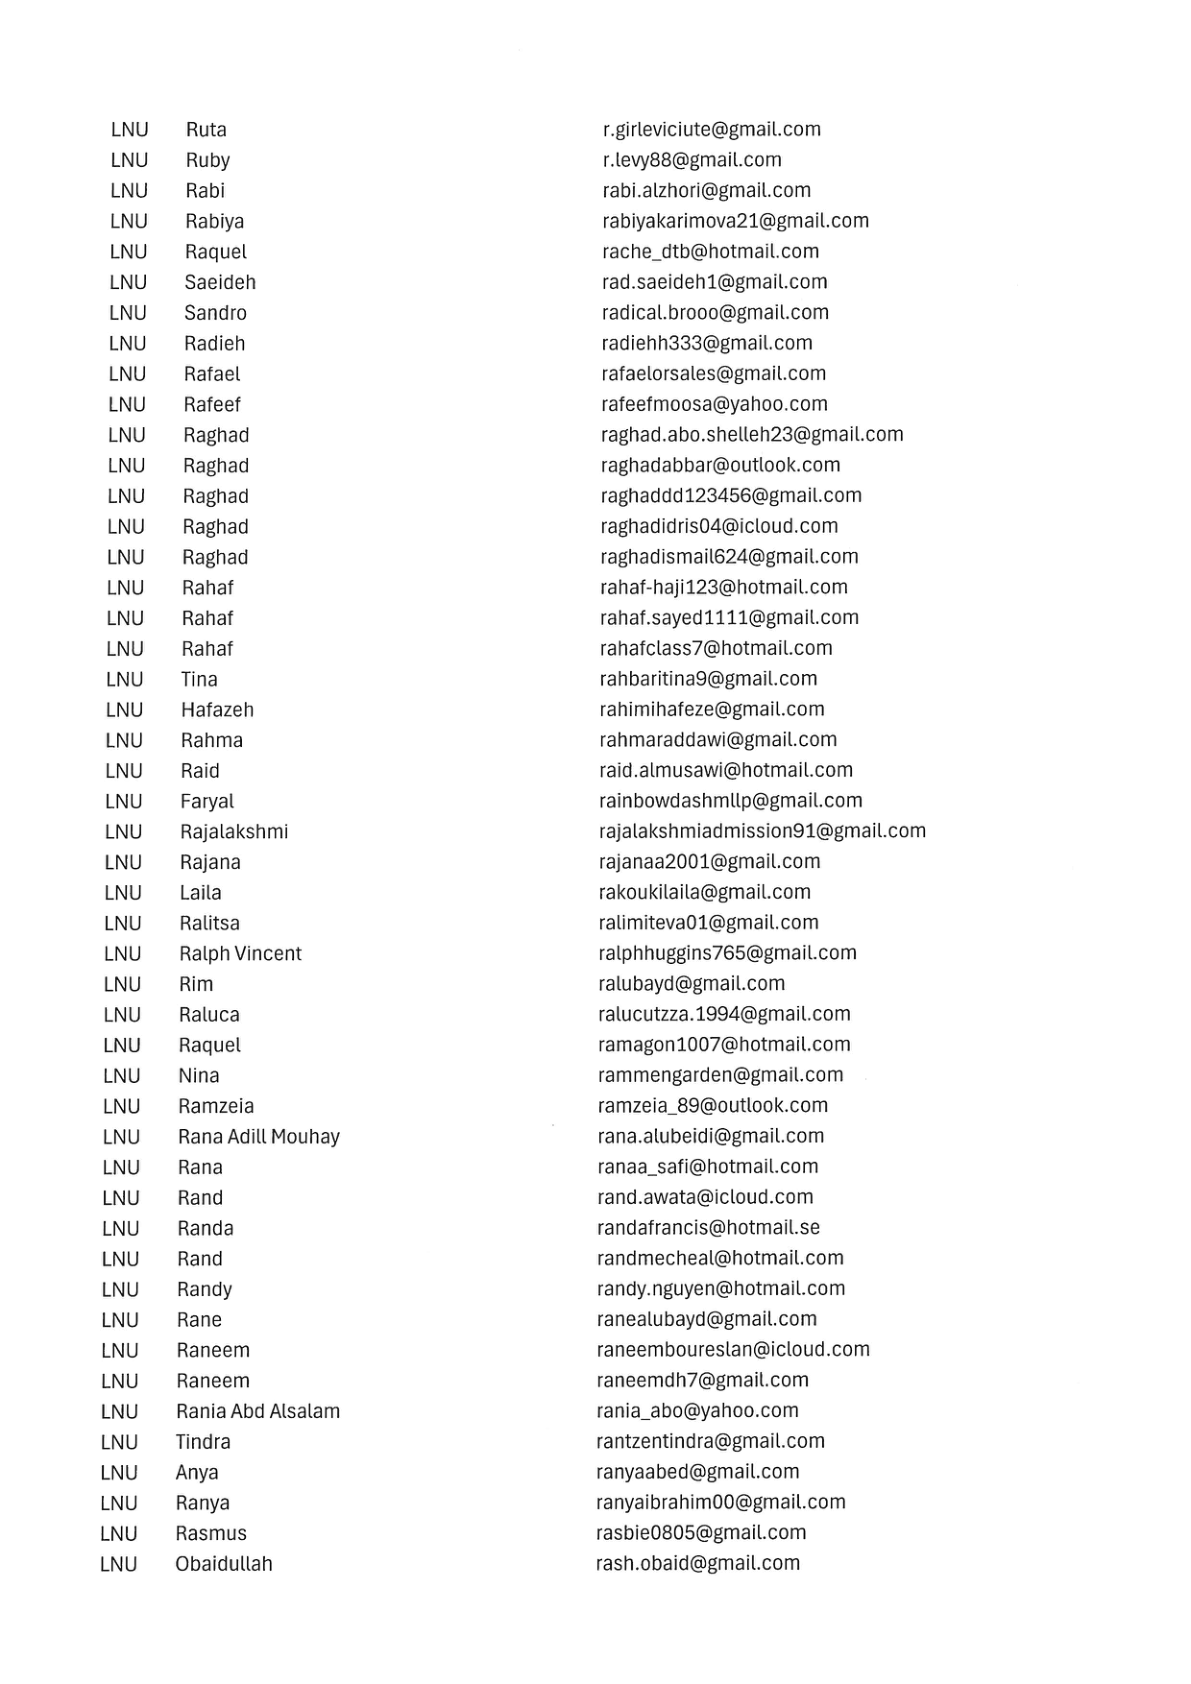 LNU Ruta r.girleviciute@gmail.com
LNU Ruby r.levy88@gmail.com
LNU Rabi rabi.alzhori@gmail.com
LNU Rabiya rabiyakarimova21@gmail.com
LNU Raquel rache_dtb@hotmail.com
LNU Saeideh rad.saeideh1@gmail.com
LNU Sandro radical.brooo@gmail.com
LNU Radieh radiehh333@gmail.com
LNU Rafael rafaelorsales@gmail.com
LNU Rafeef rafeefmoosa@yahoo.com
LNU Raghad raghad.abo.shelleh23@gmail.com
LNU Raghad raghadabbar@outlook.com
LNU Raghad raghaddd123456@gmail.com
LNU Raghad raghadidris04@icloud.com
LNU Raghad raghadismail624@gmail.com
LNU Rahaf rahaf-haji123@hotmail.com
LNU Rahaf rahaf.sayed1111@gmail.com
LNU Rahaf rahafclass7@hotmail.com
LNU Tina rahbaritina9@gmail.com
LNU Hafazeh rahimihafeze@gmail.com
LNU Rahma rahmaraddawi@gmail.com
LNU Raid raid.almusawi@hotmail.com
LNU Faryal rainbowdashmllp@gmail.com
LNU Rajalakshmi rajalakshmiadmission91@gmail.com
LNU Rajana rajanaa2001@gmail.com
LNU Laila rakoukilaila@gmail.com
LNU Ralitsa ralimiteva01@gmail.com
LNU Ralph Vincent ralphhuggins765@gmail.com
LNU Rim ralubayd@gmail.com
LNU Raluca ralucutzza.1994@gmail.com
LNU Raquel ramagon1007@hotmail.com
LNU Nina rammengarden@gmail.com
LNU Ramzeia ramzeia_89@outlook.com
LNU Rana Adill Mouhay rana.alubeidi@gmail.com
LNU Rana ranaa_safi@hotmail.com
LNU Rand rand.awata@icloud.com
LNU Randa randafrancis@hotmail.se
LNU Rand randmecheal@hotmail.com
LNU Randy randy.nguyen@hotmail.com
LNU Rane ranealubayd@gmail.com
LNU Raneem raneemboureslan@icloud.com
LNU Raneem raneemdh7@gmail.com
LNU Rania Abd Alsalam rania_abo@yahoo.com
LNU Tindra rantzentindra@gmail.com
LNU Anya ranyaabed@gmail.com
LNU Ranya ranyaibrahim00@gmail.com
LNU Rasmus rasbie0805@gmail.com
LNU Obaidullah rash.obaid@gmail.com